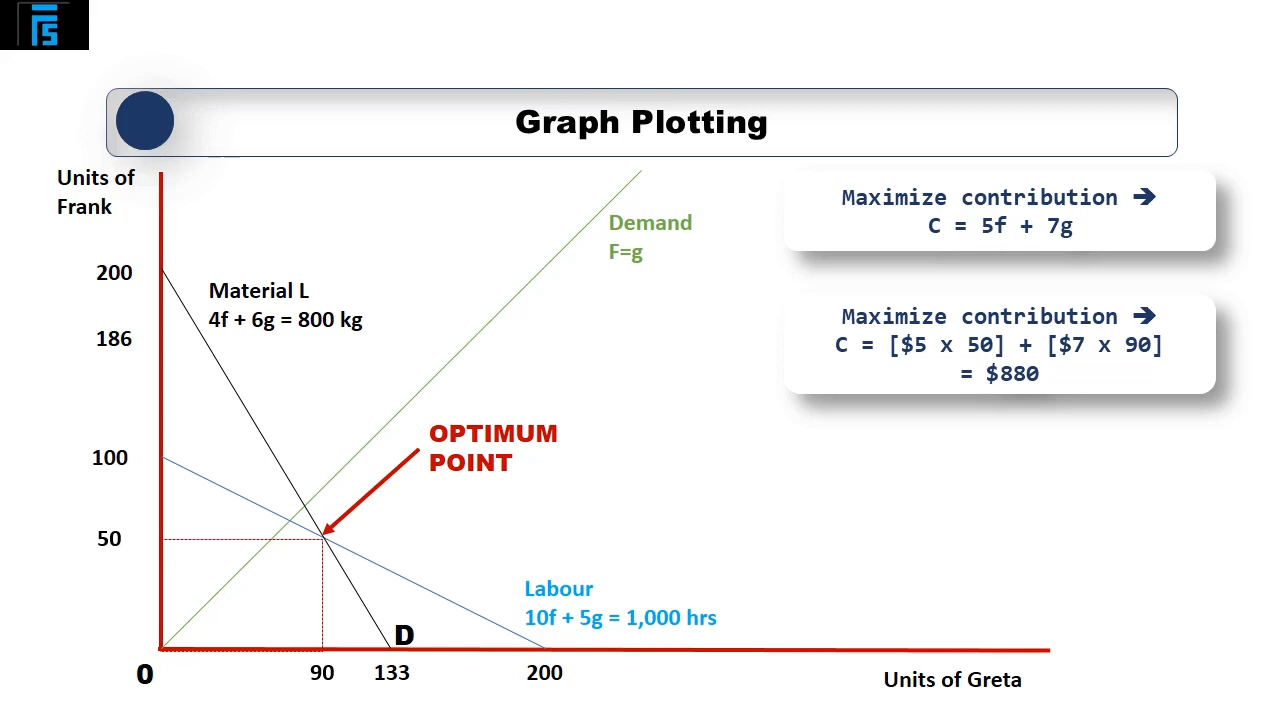 FS
Graph Plotting
Units of
Frank
200
186
100
50
0
90
133
200
Units of Greta
Material L
4f + 6g = 800 kg
Demand
F=g
OPTIMUM
POINT
Labour
10f + 5g = 1,000 hrs
D
Maximize contribution ➔
C = 5f + 7g
Maximize contribution ➔
C = [$5 x 50] + [$7 x 90]
= $880